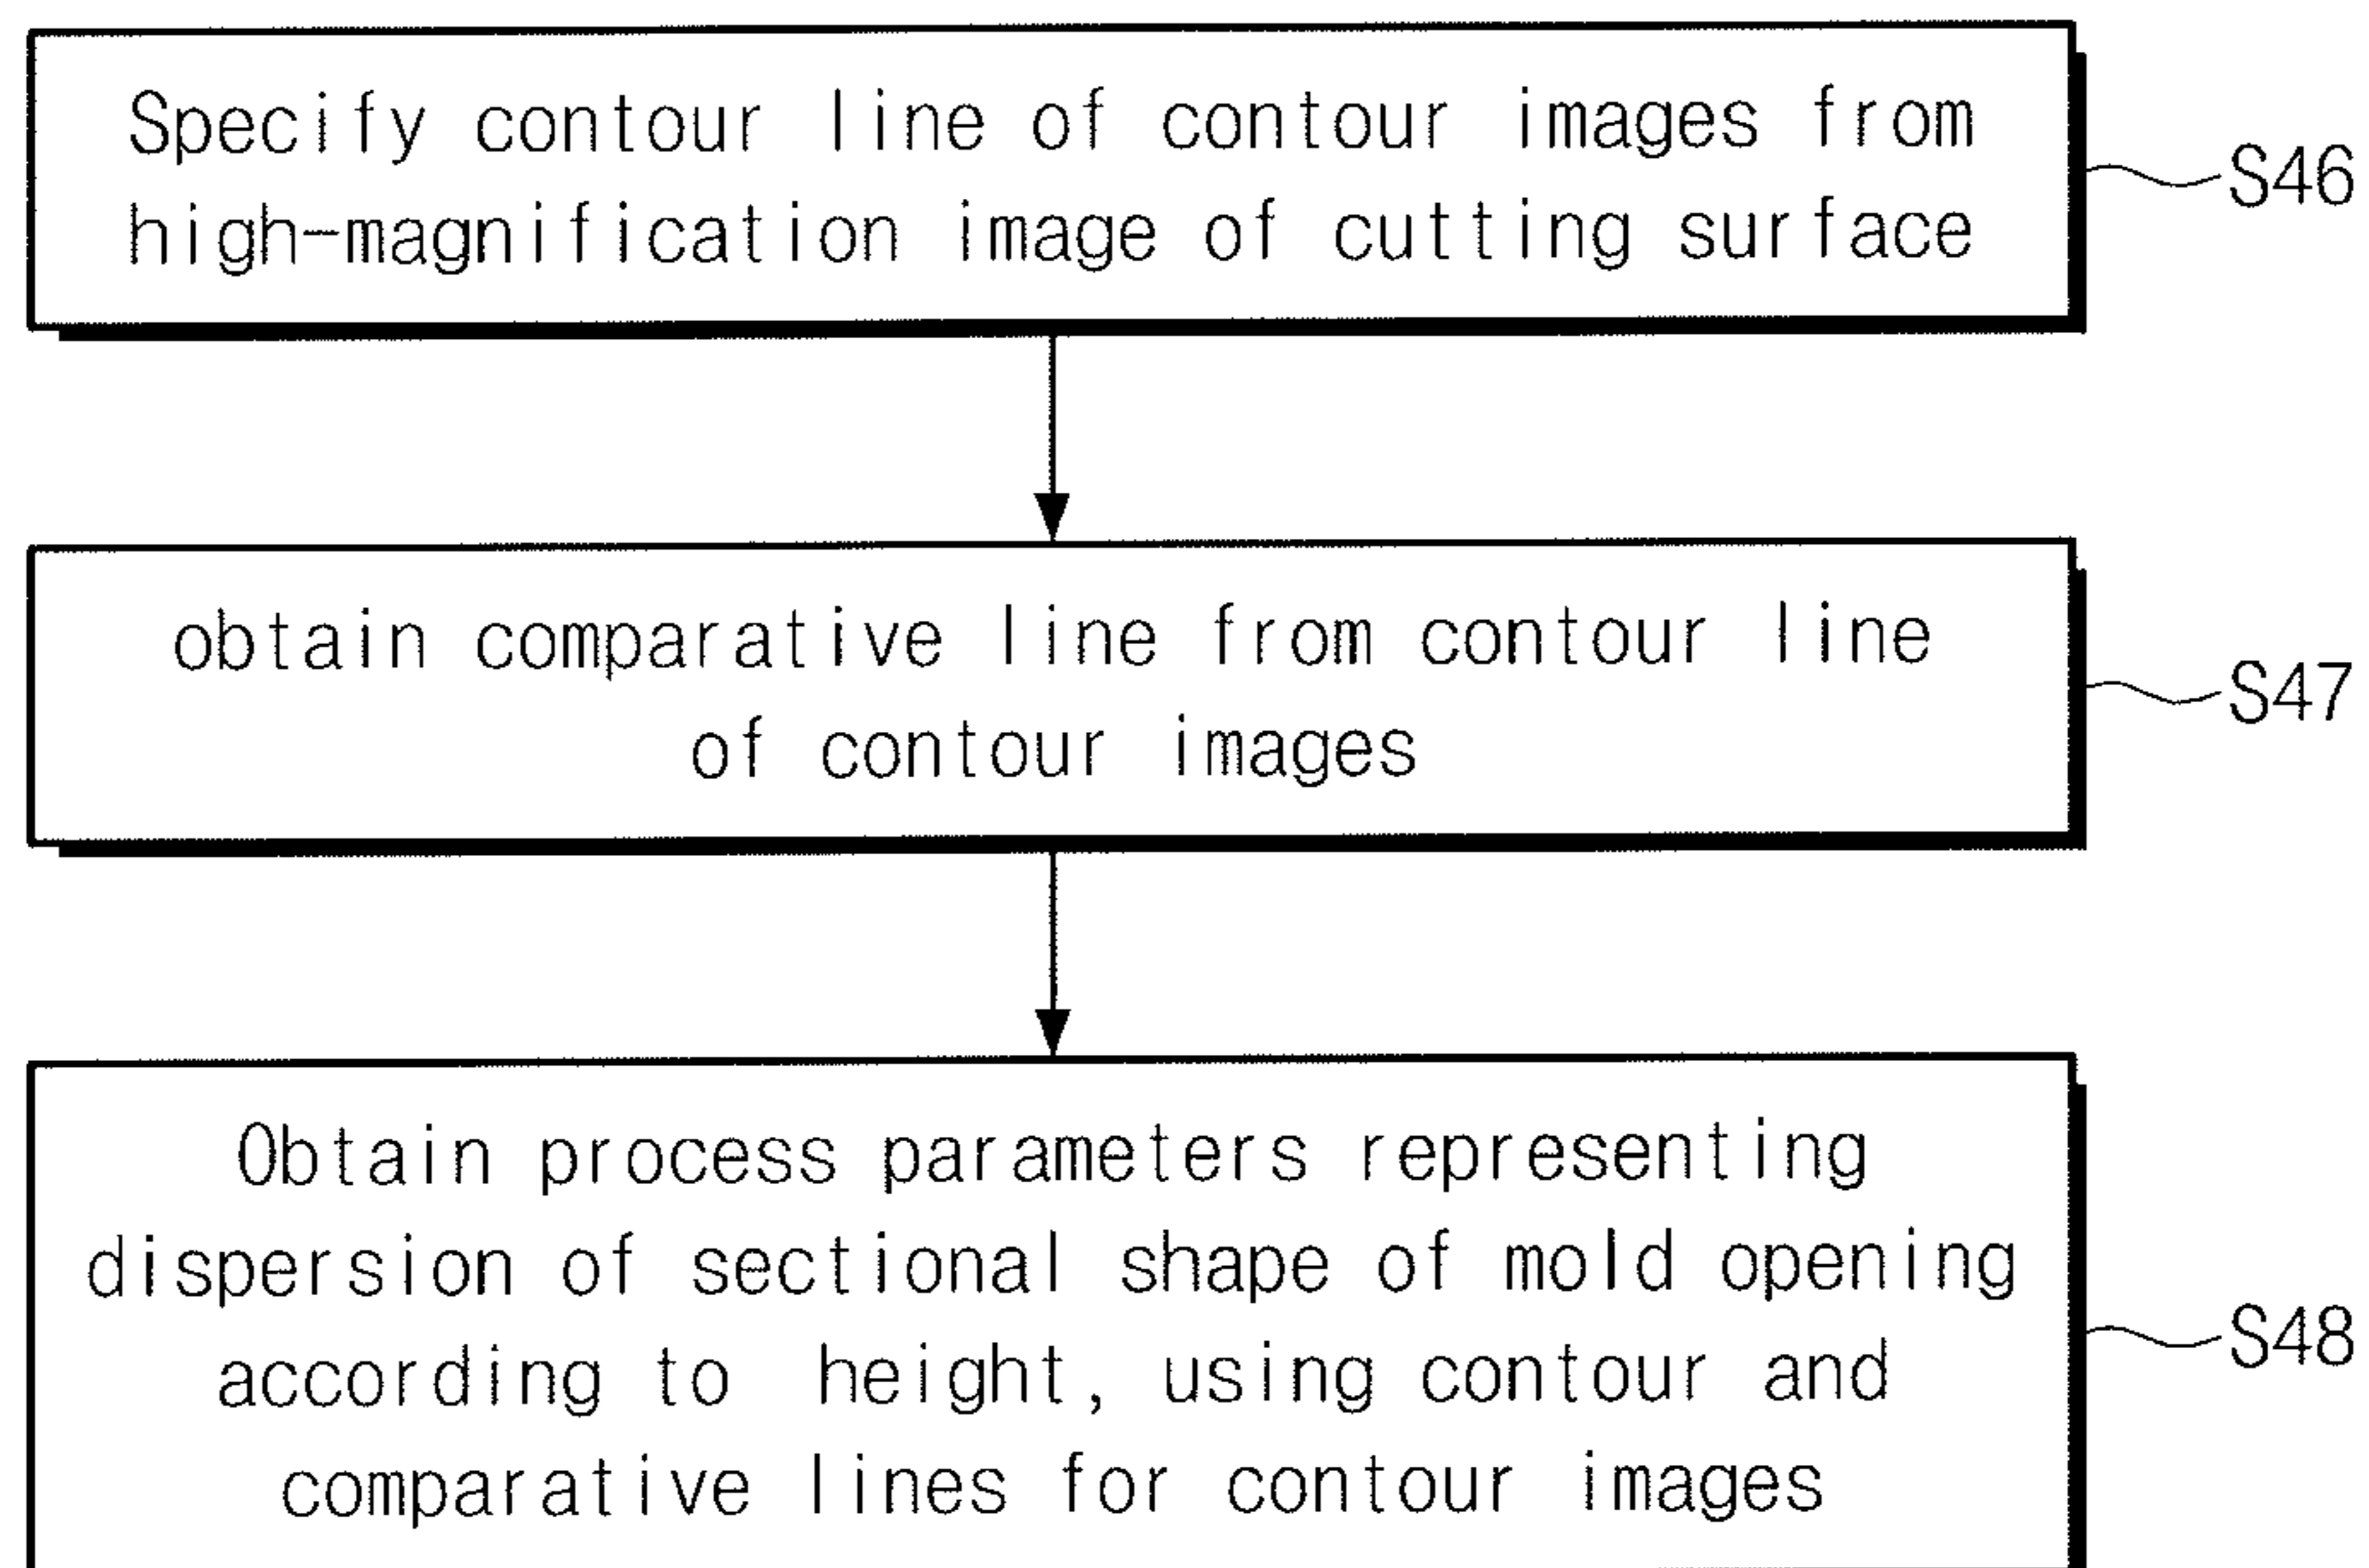 Specify contour line of contour images from
high-magnification image of cutting surface
S46
obtain comparative line from contour line
of contour images
S47
Obtain process parameters representing
dispersion of sectional shape of mold opening
according to height, using contour and
comparative lines for contour images
S48